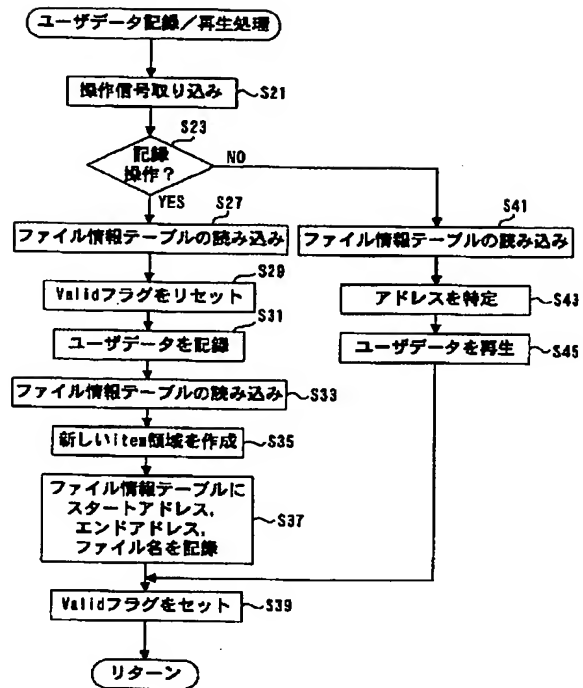 ユーザデータ記録／再生処理
操作信号取り込み
S21
S23
記録
操作？
NO
YES
S27
ファイル情報テーブルの読み込み
S29
Validフラグをリセット
S31
ユーザデータを記録
ファイル情報テーブルの読み込み
S33
新しいitem領域を作成
S35
ファイル情報テーブルに
スタートアドレス，
エンドアドレス，
ファイル名を記録
S37
S41
ファイル情報テーブルの読み込み
アドレスを特定
S43
ユーザデータを再生
S45
Validフラグをセット
S39
リターン